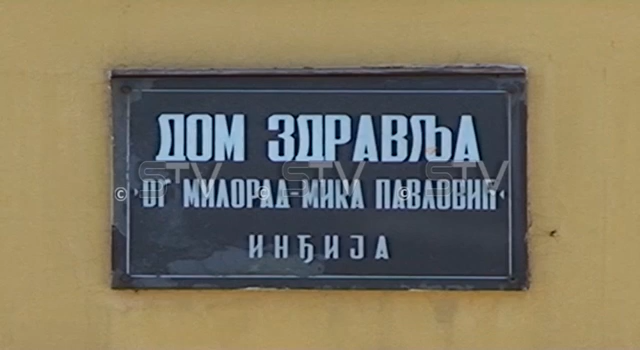 ДОМ ЗДРАВЉА
"ДР МИЛОРАД МИКА ПАВЛОВИЋ"
ИНЂИЈА
© STV © STV © STV